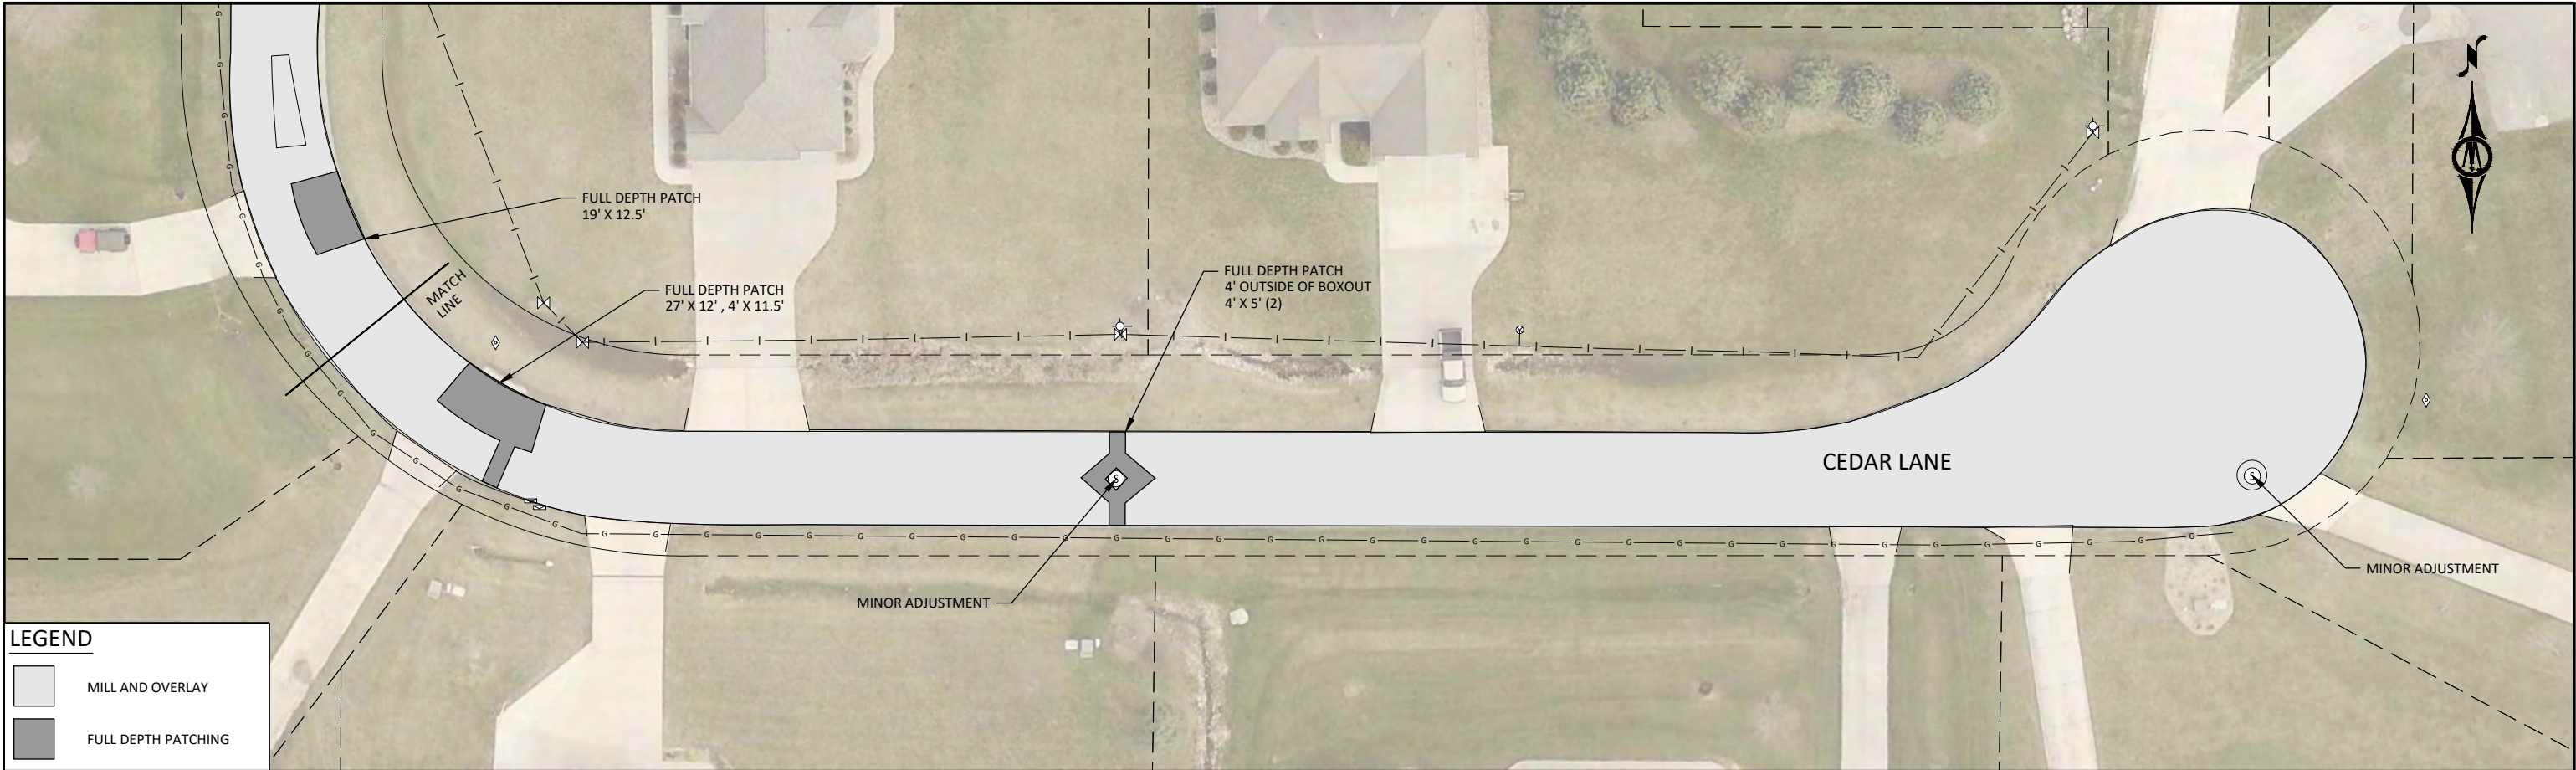 FULL DEPTH PATCH
19' X 12.5'
MATCH
LINE
FULL DEPTH PATCH
27' X 12' , 4' X 11.5'
FULL DEPTH PATCH
4' OUTSIDE OF BOXOUT
4' X 5' (2)
N
CEDAR LANE
S
S
MINOR ADJUSTMENT
MINOR ADJUSTMENT
G G G G G G G G G G G G G G G G G G G G G G G G G G G G G G G G G G G G G G G G G G G G
LEGEND
MILL AND OVERLAY
FULL DEPTH PATCHING